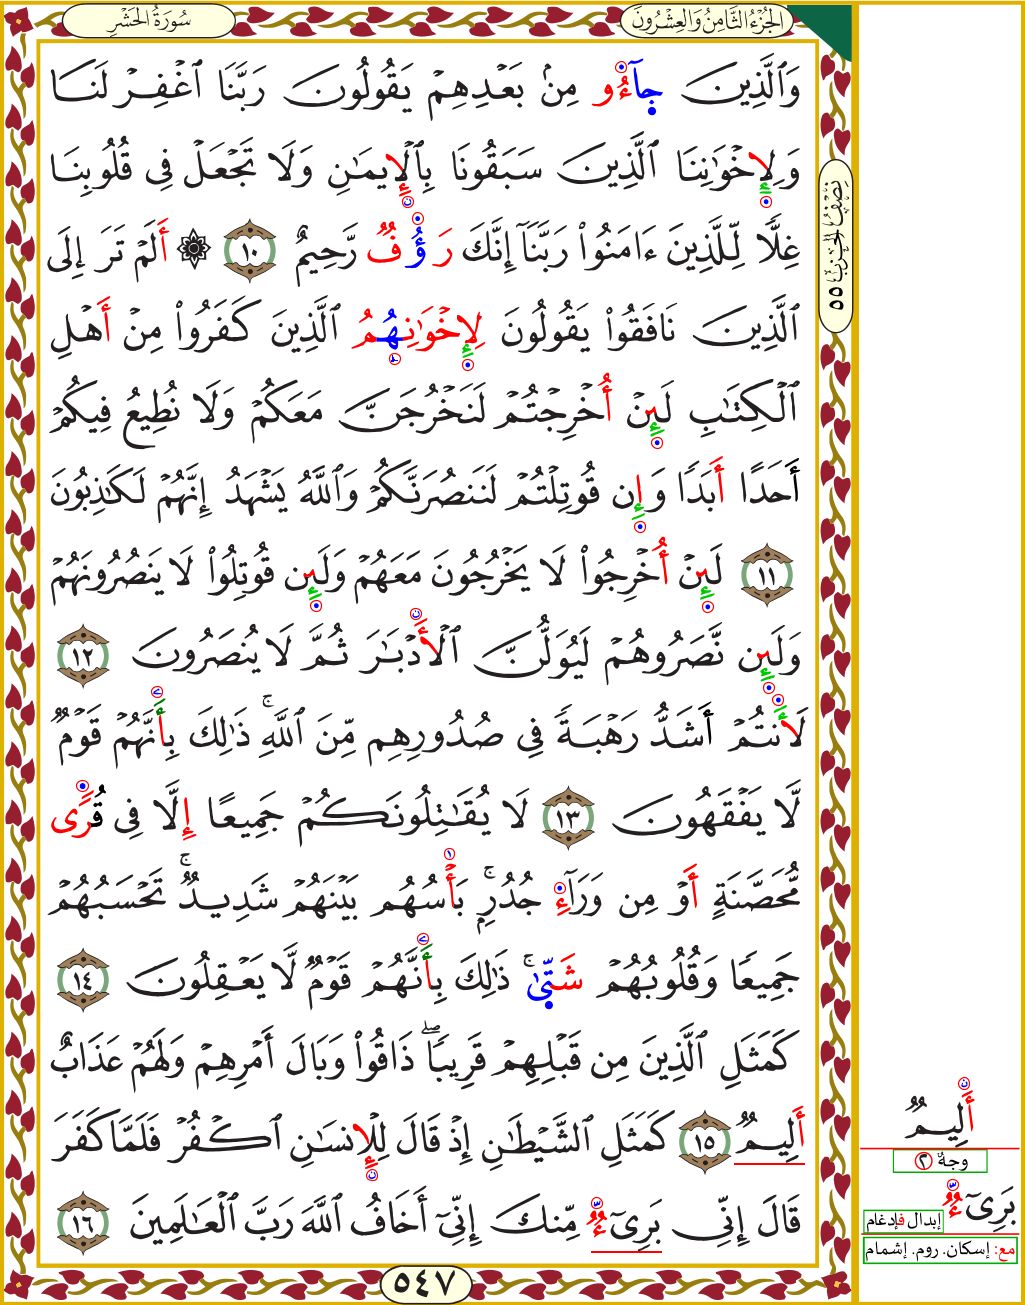 الجُزْءُ الثَّامِنُ وَالعِشْرُونَ
سُورَةُ الحَشْرِ
وَٱلَّذِينَ جَآءُو مِنۢ بَعْدِهِمْ يَقُولُونَ رَبَّنَا ٱغْفِرْ لَنَا
وَلِإِخْوَٰنِنَا ٱلَّذِينَ سَبَقُونَا بِٱلْإِيمَٰنِ وَلَا تَجْعَلْ فِى قُلُوبِنَا
غِلًّا لِّلَّذِينَ ءَامَنُوا۟ رَبَّنَآ إِنَّكَ رَءُوفٌ رَّحِيمٌ ١٠ ۞ أَلَمْ تَرَ إِلَى
ٱلَّذِينَ نَافَقُوا۟ يَقُولُونَ لِإِخْوَٰنِهِمُ ٱلَّذِينَ كَفَرُوا۟ مِنْ أَهْلِ
ٱلْكِتَٰبِ لَئِنْ أُخْرِجْتُمْ لَنَخْرُجَنَّ مَعَكُمْ وَلَا نُطِيعُ فِيكُمْ
أَحَدًا أَبَدًا وَإِن قُوتِلْتُمْ لَنَنصُرَنَّكُمْ وَٱللَّهُ يَشْهَدُ إِنَّهُمْ لَكَٰذِبُونَ
١١ لَئِنْ أُخْرِجُوا۟ لَا يَخْرُجُونَ مَعَهُمْ وَلَئِن قُوتِلُوا۟ لَا يَنصُرُونَهُمْ
وَلَئِن نَّصَرُوهُمْ لَيُوَلُّنَّ ٱلْأَدْبَٰرَ ثُمَّ لَا يُنصَرُونَ ١٢
لَأَنتُمْ أَشَدُّ رَهْبَةً فِى صُدُورِهِم مِّنَ ٱللَّهِ ۚ ذَٰلِكَ بِأَنَّهُمْ قَوْمٌ
لَّا يَفْقَهُونَ ١٣ لَا يُقَٰتِلُونَكُمْ جَمِيعًا إِلَّا فِى قُرًى
مُّحَصَّنَةٍ أَوْ مِن وَرَآءِ جُدُرٍۭ ۚ بَأْسُهُم بَيْنَهُمْ شَدِيدٌ ۚ تَحْسَبُهُمْ
جَمِيعًا وَقُلُوبُهُمْ شَتَّىٰ ۚ ذَٰلِكَ بِأَنَّهُمْ قَوْمٌ لَّا يَعْقِلُونَ ١٤
كَمَثَلِ ٱلَّذِينَ مِن قَبْلِهِمْ قَرِيبًا ۖ ذَاقُوا۟ وَبَالَ أَمْرِهِمْ وَلَهُمْ عَذَابٌ
أَلِيمٌ ١٥ كَمَثَلِ ٱلشَّيْطَٰنِ إِذْ قَالَ لِلْإِنسَٰنِ ٱكْفُرْ فَلَمَّا كَفَرَ
قَالَ إِنِّى بَرِىٓءٌ مِّنكَ إِنِّىٓ أَخَافُ ٱللَّهَ رَبَّ ٱلْعَٰلَمِينَ ١٦
٥٤٧
نِصْفُ الحِزْبِ ٥٥
أَلِيمٌ
وجهٌ ٢
بَرِىٓءٌ
إبدال فإدغام
مع: إسكان. روم. إشمام